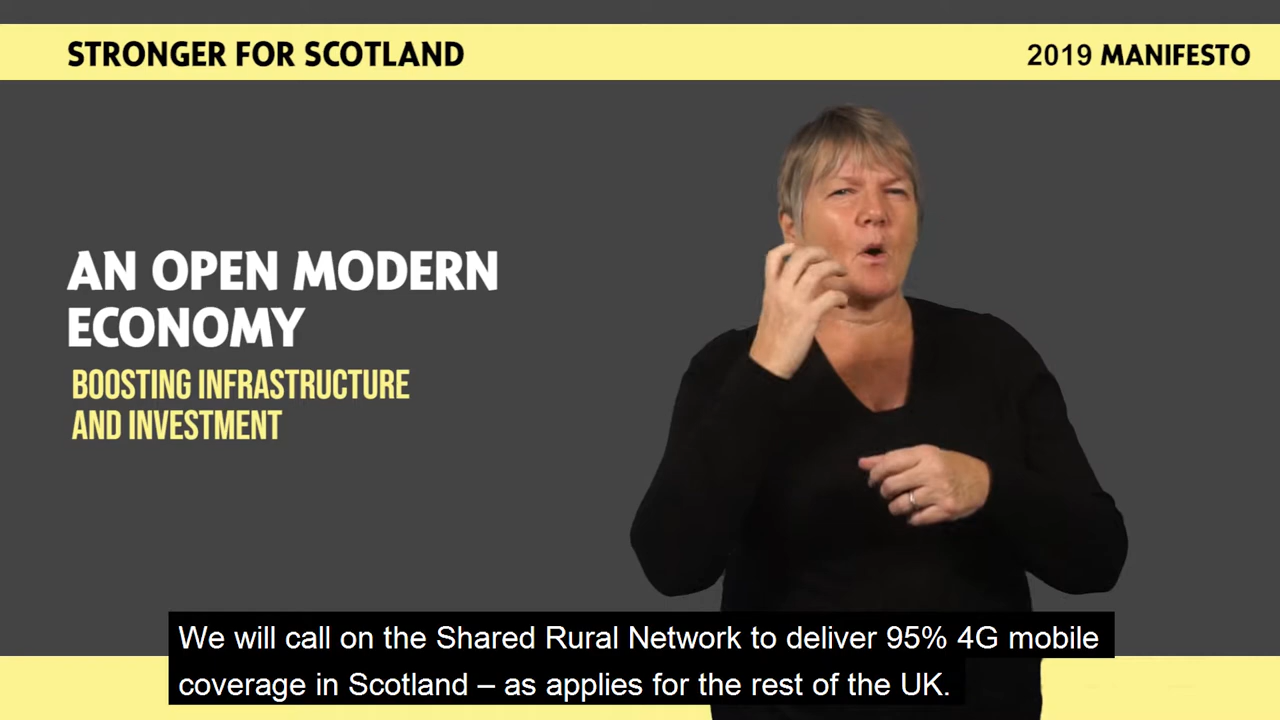 STRONGER FOR SCOTLAND
2019 MANIFESTO
AN OPEN MODERN
ECONOMY
BOOSTING INFRASTRUCTURE
AND INVESTMENT
We will call on the Shared Rural Network to deliver 95% 4G mobile
coverage in Scotland – as applies for the rest of the UK.